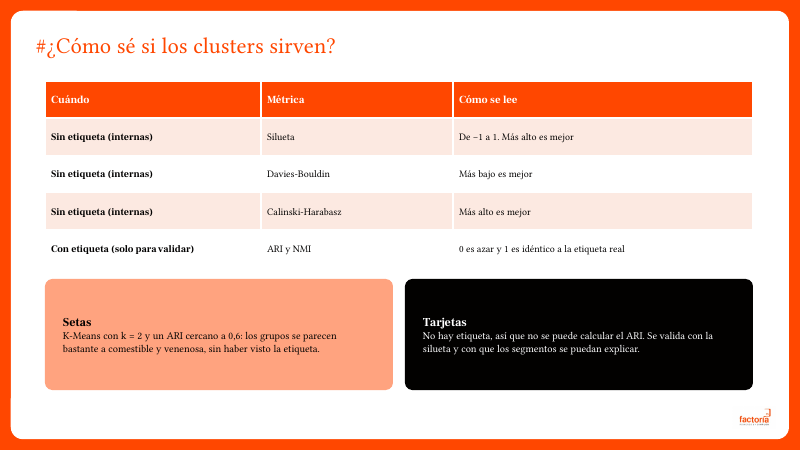 #¿Cómo sé si los clusters sirven?
Cuándo Métrica Cómo se lee
Sin etiqueta (internas) Silueta De −1 a 1. Más alto es mejor
Sin etiqueta (internas) Davies-Bouldin Más bajo es mejor
Sin etiqueta (internas) Calinski-Harabasz Más alto es mejor
Con etiqueta (solo para validar) ARI y NMI 0 es azar y 1 es idéntico a la etiqueta real
Setas
K-Means con k = 2 y un ARI cercano a 0,6: los grupos se parecen
bastante a comestible y venenosa, sin haber visto la etiqueta.
Tarjetas
No hay etiqueta, así que no se puede calcular el ARI. Se valida con la
silueta y con que los segmentos se puedan explicar.
factoría